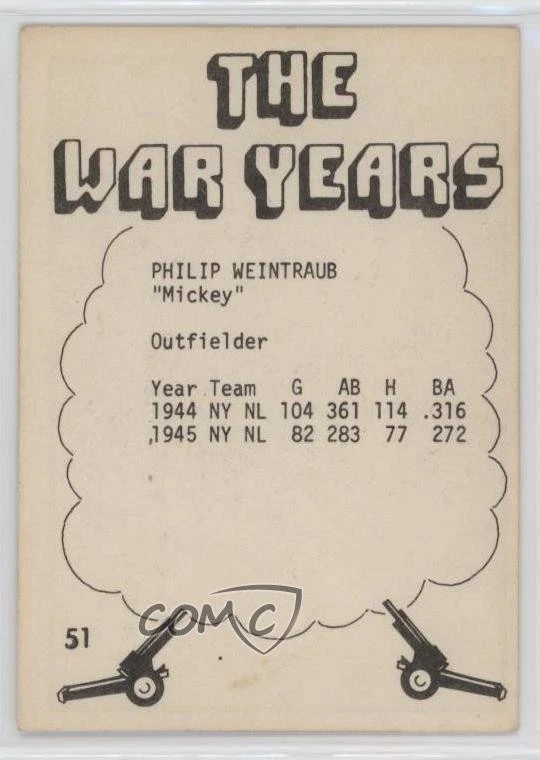 THE
WAR YEARS
PHILIP WEINTRAUB
"Mickey"
Outfielder
Year Team G AB H BA
1944 NY NL 104 361 114 .316
1945 NY NL 82 283 77 272
COMC
51